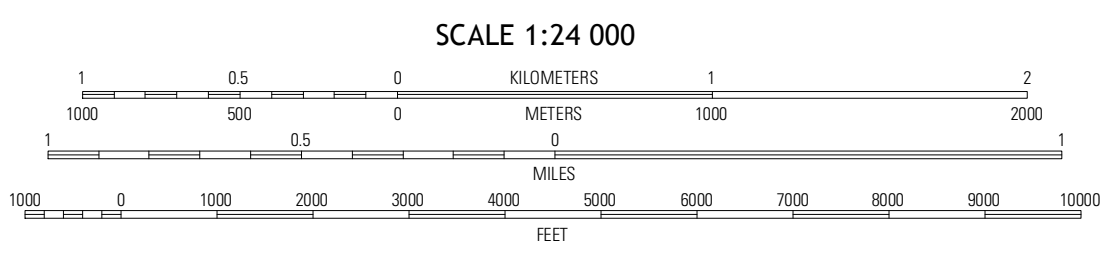 SCALE 1:24 000
1 0.5 0 KILOMETERS 1 2
1000 500 0 METERS 1000 2000
1 0.5 0 1
MILES
1000 0 1000 2000 3000 4000 5000 6000 7000 8000 9000 10000
FEET